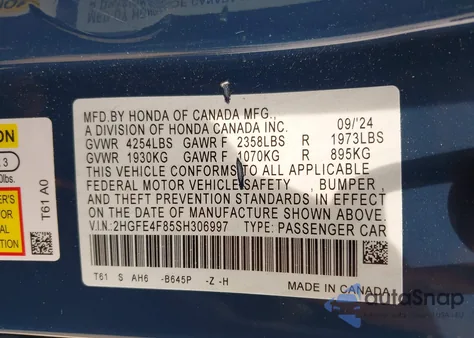 MFD.BY HONDA OF CANADA MFG.,
A DIVISION OF HONDA CANADA INC. 09/'24
GVWR 4254LBS GAWR F 2358LBS R 1973LBS
GVWR 1930KG GAWR F 1070KG R 895KG
THIS VEHICLE CONFORMS TO ALL APPLICABLE
FEDERAL MOTOR VEHICLE SAFETY , BUMPER ,
AND THEFT PREVENTION STANDARDS IN EFFECT
ON THE DATE OF MANUFACTURE SHOWN ABOVE.
V.I.N:2HGFE4F85SH306997 TYPE: PASSENGER CAR
T61 S AH6 -B645P -Z -H
MADE IN CANADA
T61 A0
3
lbs.
autoSnap